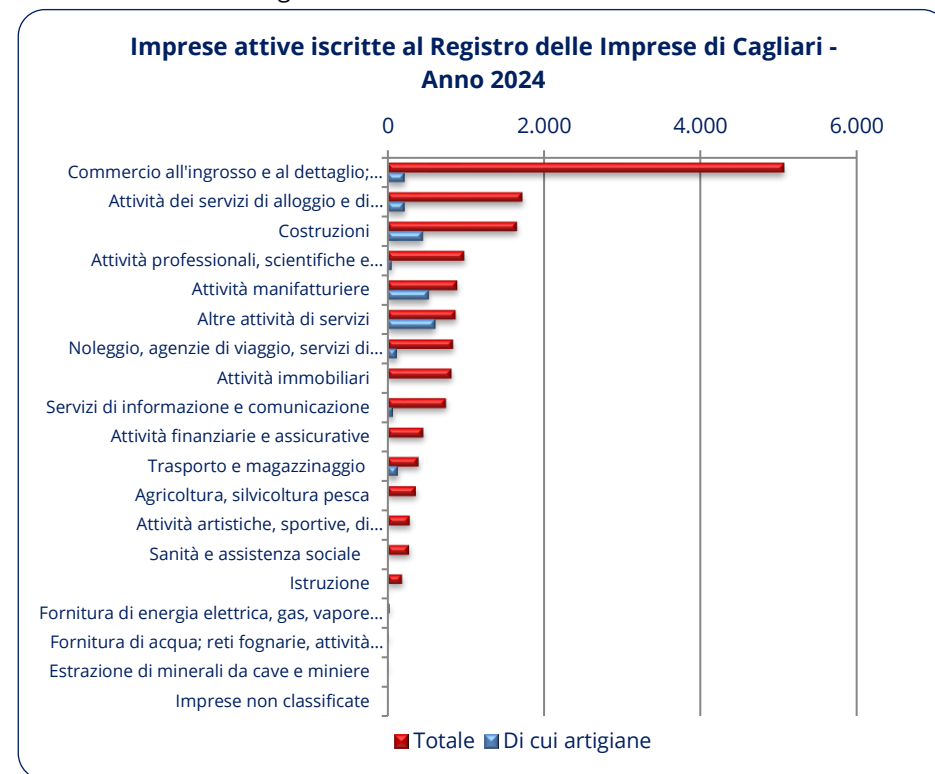 Imprese attive iscritte al Registro delle Imprese di Cagliari -
Anno 2024
0 2.000 4.000 6.000
Commercio all'ingrosso e al dettaglio;...
Attività dei servizi di alloggio e di...
Costruzioni
Attività professionali, scientifiche e...
Attività manifatturiere
Altre attività di servizi
Noleggio, agenzie di viaggio, servizi di...
Attività immobiliari
Servizi di informazione e comunicazione
Attività finanziarie e assicurative
Trasporto e magazzinaggio
Agricoltura, silvicoltura pesca
Attività artistiche, sportive, di...
Sanità e assistenza sociale
Istruzione
Fornitura di energia elettrica, gas, vapore...
Fornitura di acqua; reti fognarie, attività...
Estrazione di minerali da cave e miniere
Imprese non classificate
Totale Di cui artigiane